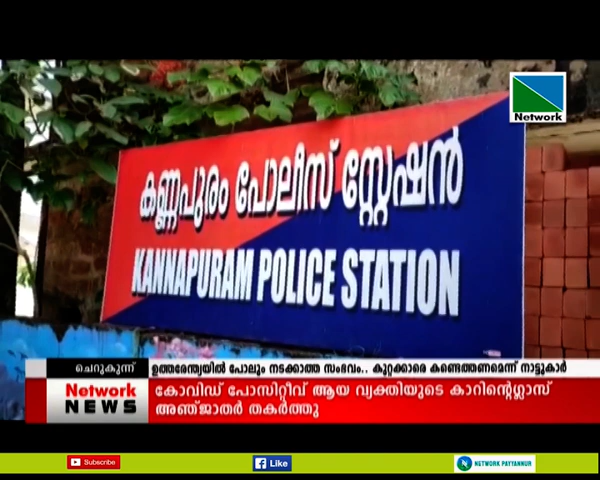 Network
കണ്ണപുരം പോലീസ് സ്റ്റേഷൻ
KANNAPURAM POLICE STATION
ചെറുകുന്ന്
ഉത്തരേന്ത്യയിൽ പോലും നടക്കാത്ത സംഭവം.. കുറ്റക്കാരെ കണ്ടെത്തണമെന്ന് നാട്ടുകാർ
Network
NEWS
കോവിഡ് പോസിറ്റീവ് ആയ വ്യക്തിയുടെ കാറിന്റെഗ്ലാസ്
അഞ്ജാതർ തകർത്തു
Subscribe
Like
NETWORK PAYYANNUR